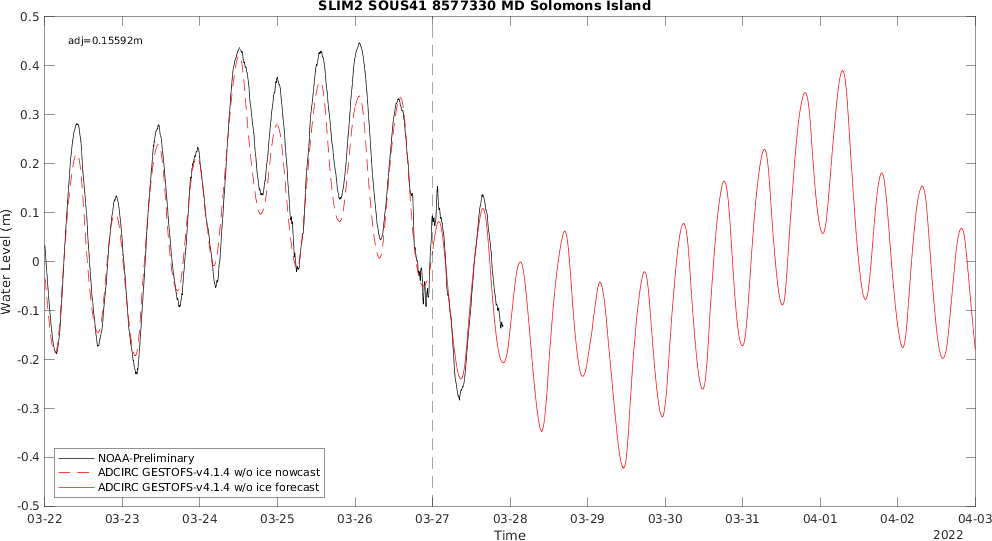 SLIM2 SOUS41 8577330 MD Solomons Island
adj=0.15592m
0.5
0.4
0.3
0.2
0.1
0
-0.1
-0.2
-0.3
-0.4
-0.5
Water Level (m)
NOAA-Preliminary
ADCIRC GESTOFS-v4.1.4 w/o ice nowcast
ADCIRC GESTOFS-v4.1.4 w/o ice forecast
03-22 03-23 03-24 03-25 03-26 03-27 03-28 03-29 03-30 03-31 04-01 04-02 04-03
Time
2022